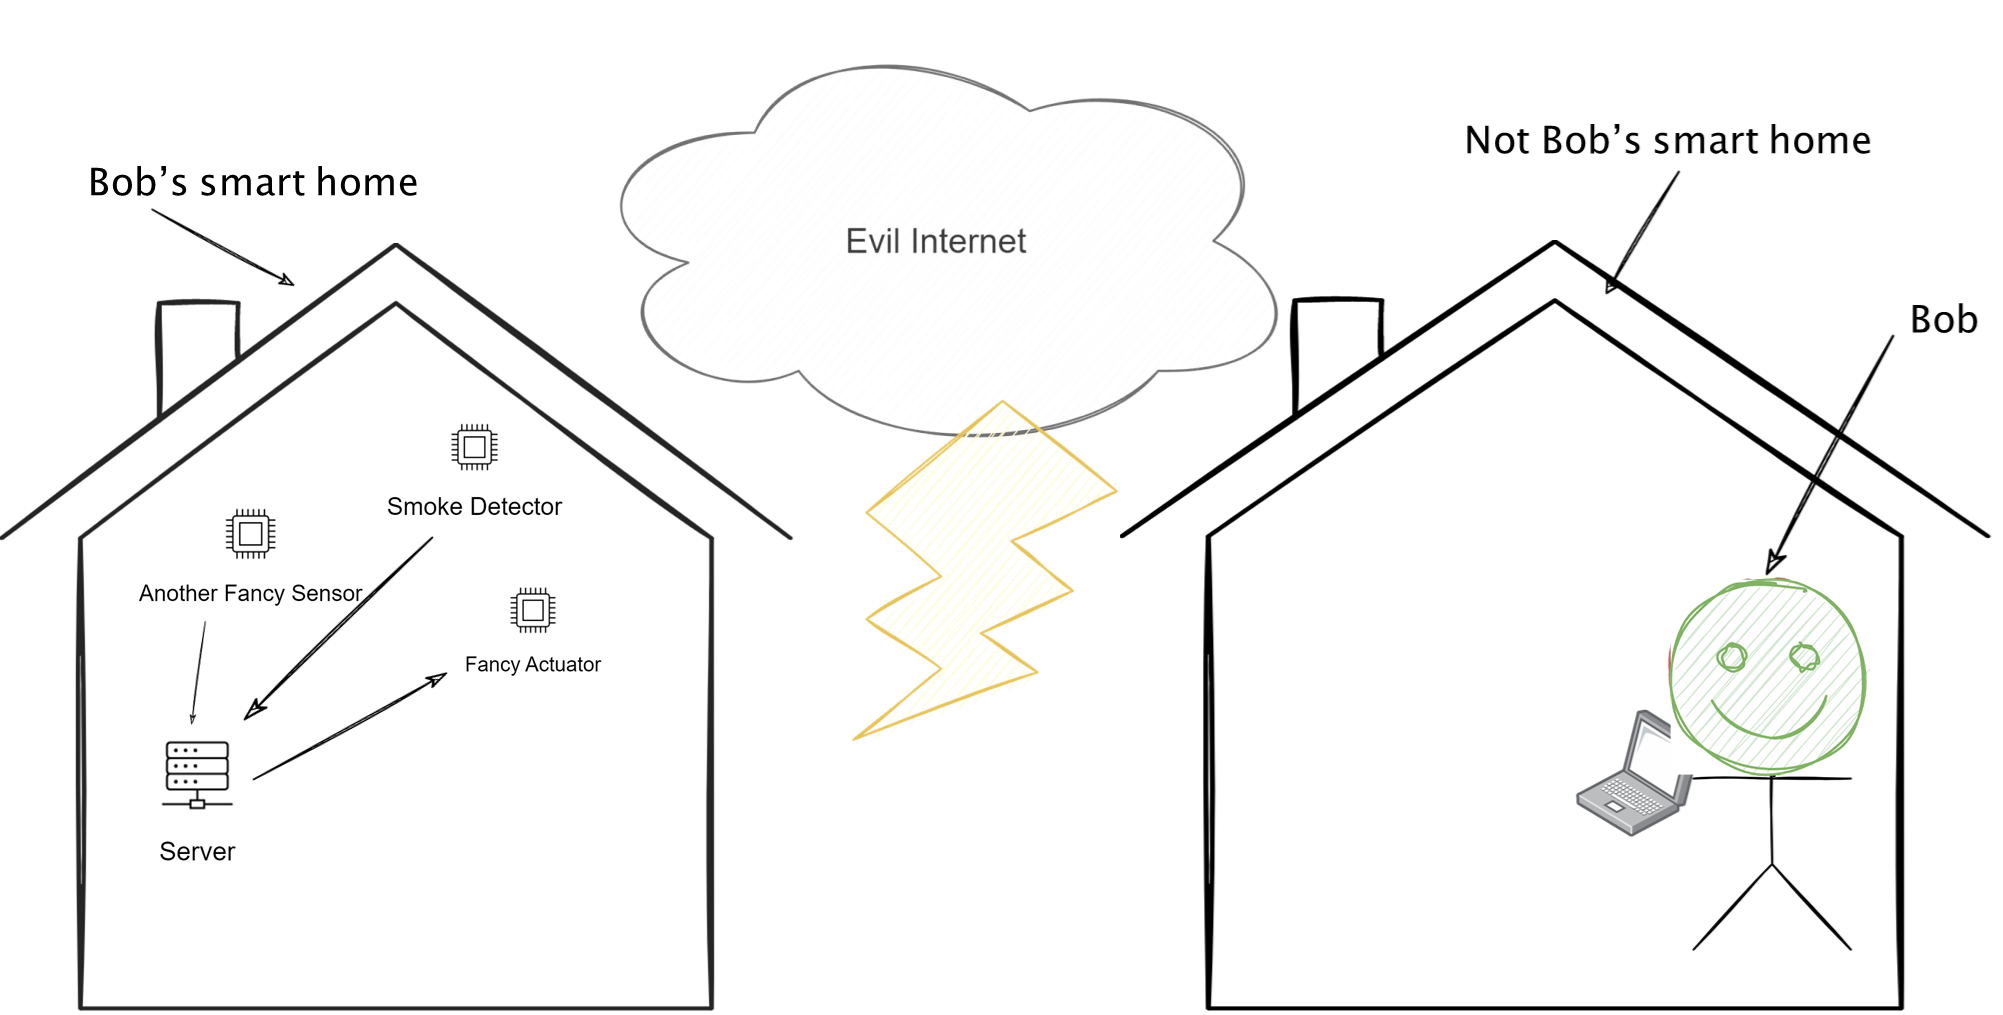 Not Bob’s smart home
Bob’s smart home
Evil Internet
Bob
Smoke Detector
Another Fancy Sensor
Fancy Actuator
Server